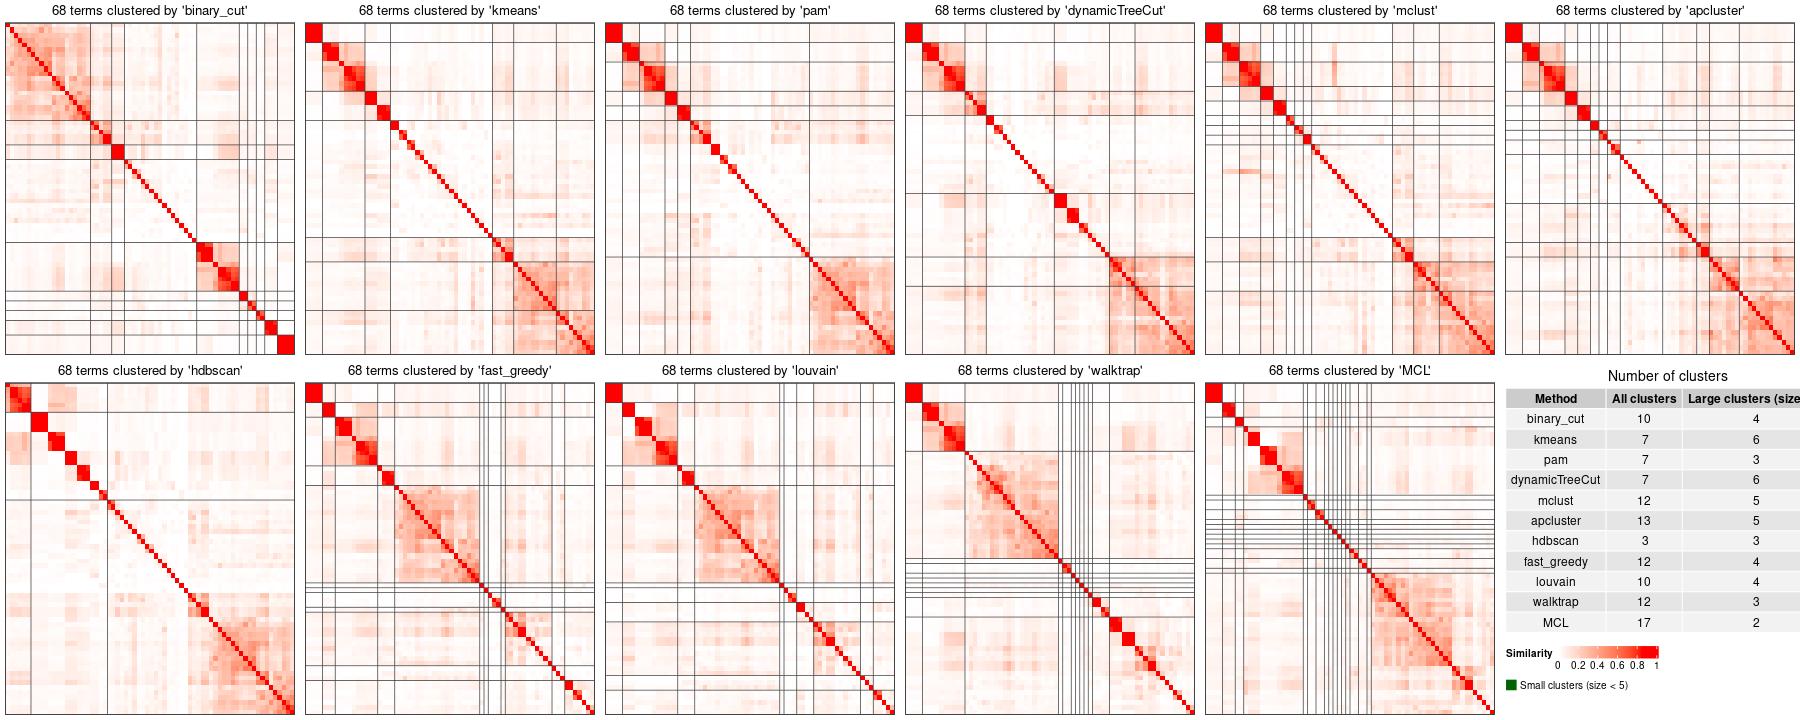 68 terms clustered by 'binary_cut'
68 terms clustered by 'kmeans'
68 terms clustered by 'pam'
68 terms clustered by 'dynamicTreeCut'
68 terms clustered by 'mclust'
68 terms clustered by 'apcluster'
68 terms clustered by 'hdbscan'
68 terms clustered by 'fast_greedy'
68 terms clustered by 'louvain'
68 terms clustered by 'walktrap'
68 terms clustered by 'MCL'
Number of clusters
Method All clusters Large clusters (size
binary_cut 10 4
kmeans 7 6
pam 7 3
dynamicTreeCut 7 6
mclust 12 5
apcluster 13 5
hdbscan 3 3
fast_greedy 12 4
louvain 10 4
walktrap 12 3
MCL 17 2
Similarity
0 0.2 0.4 0.6 0.8 1
Small clusters (size < 5)